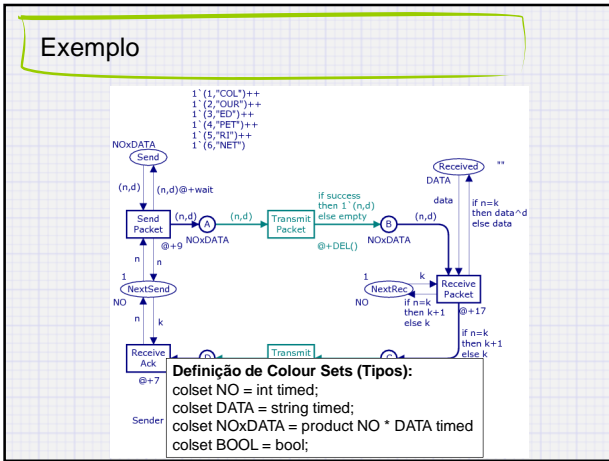 Exemplo
1`(1,"COL")++
1`(2,"OUR")++
1`(3,"ED")++
1`(4,"PET")++
1`(5,"RI")++
1`(6,"NET")
NOxDATA
Send
Received
""
DATA
(n,d)
(n,d)@+wait
data
if n=k
then data^d
else data
if success
then 1`(n,d)
else empty
Send
Packet
(n,d)
A
(n,d)
Transmit
Packet
B
(n,d)
@+9
NOxDATA
@+DEL()
NOxDATA
n
n
1
NextSend
NO
1
NextRec
NO
k
if n=k
then k+1
else k
Receive
Packet
@+17
n
k
if n=k
then k+1
else k
Receive
Ack
Transmit
@+7
Sender
Definição de Colour Sets (Tipos):
colset NO = int timed;
colset DATA = string timed;
colset NOxDATA = product NO * DATA timed
colset BOOL = bool;